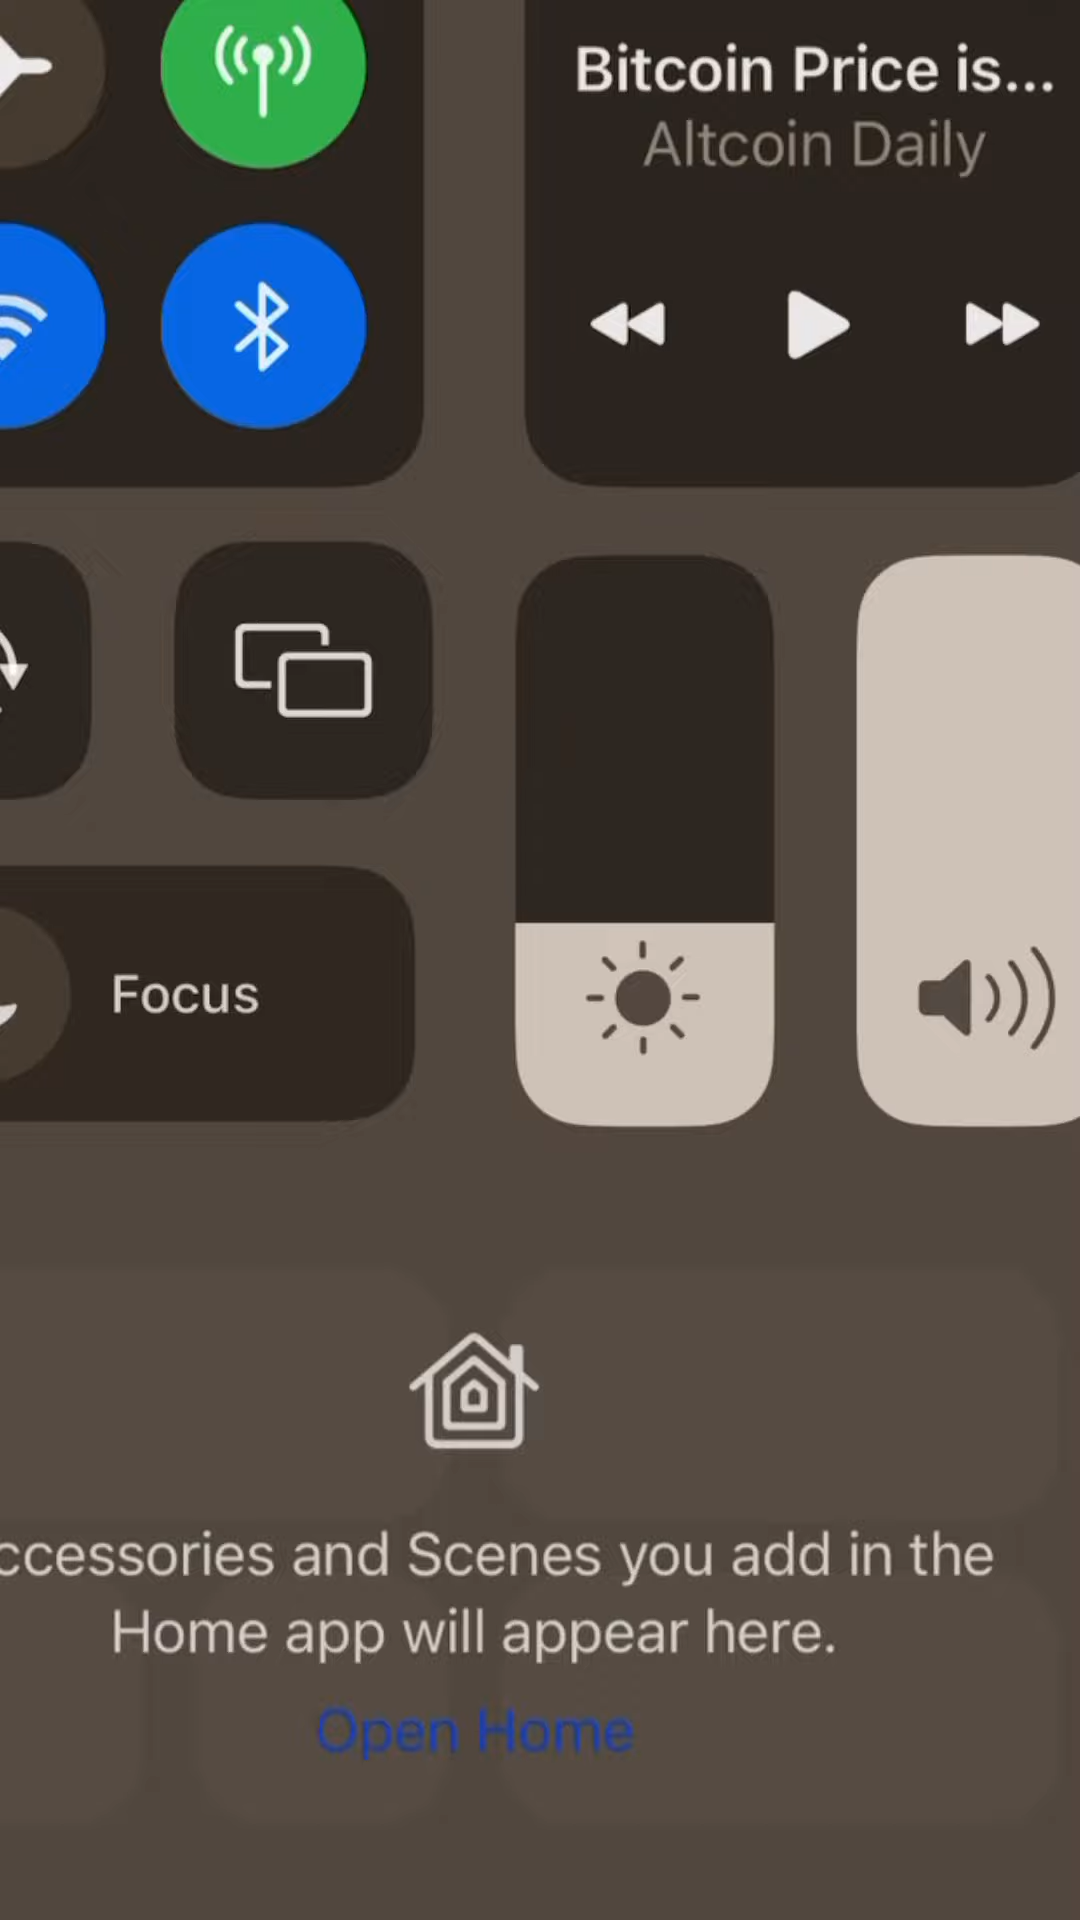 Bitcoin Price is...
Altcoin Daily
Focus
ccessories and Scenes you add in the
Home app will appear here.
Open Home